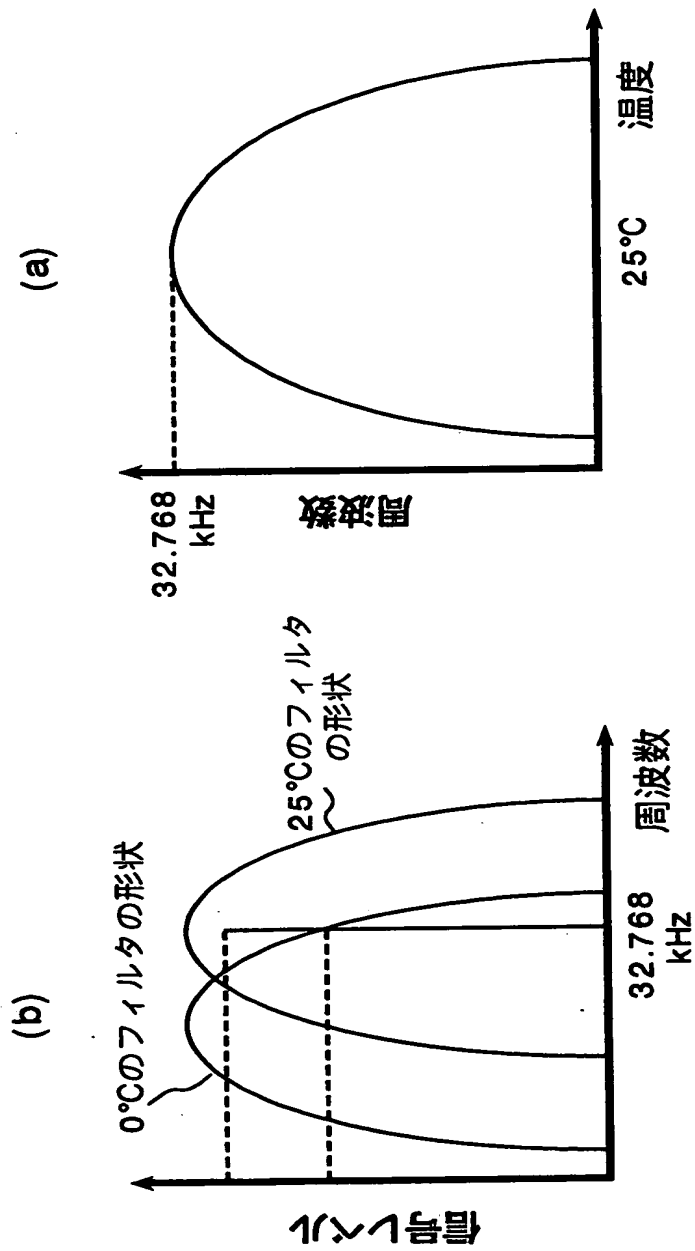 (a)
32.768
kHz
周波数
25℃
温度
(b)
0℃のフィルタの形状
25℃のフィルタ
の形状
信号レベル
32.768
kHz
周波数